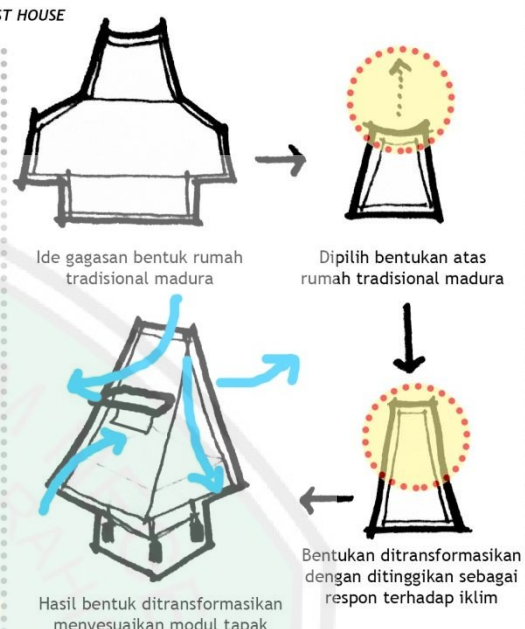 ST HOUSE
Ide gagasan bentuk rumah
tradisional madura
Dipilih bentukan atas
rumah tradisional madura
Bentukan ditransformasikan
dengan ditinggikan sebagai
respon terhadap iklim
Hasil bentuk ditransformasikan
menyesuaikan modul tapak